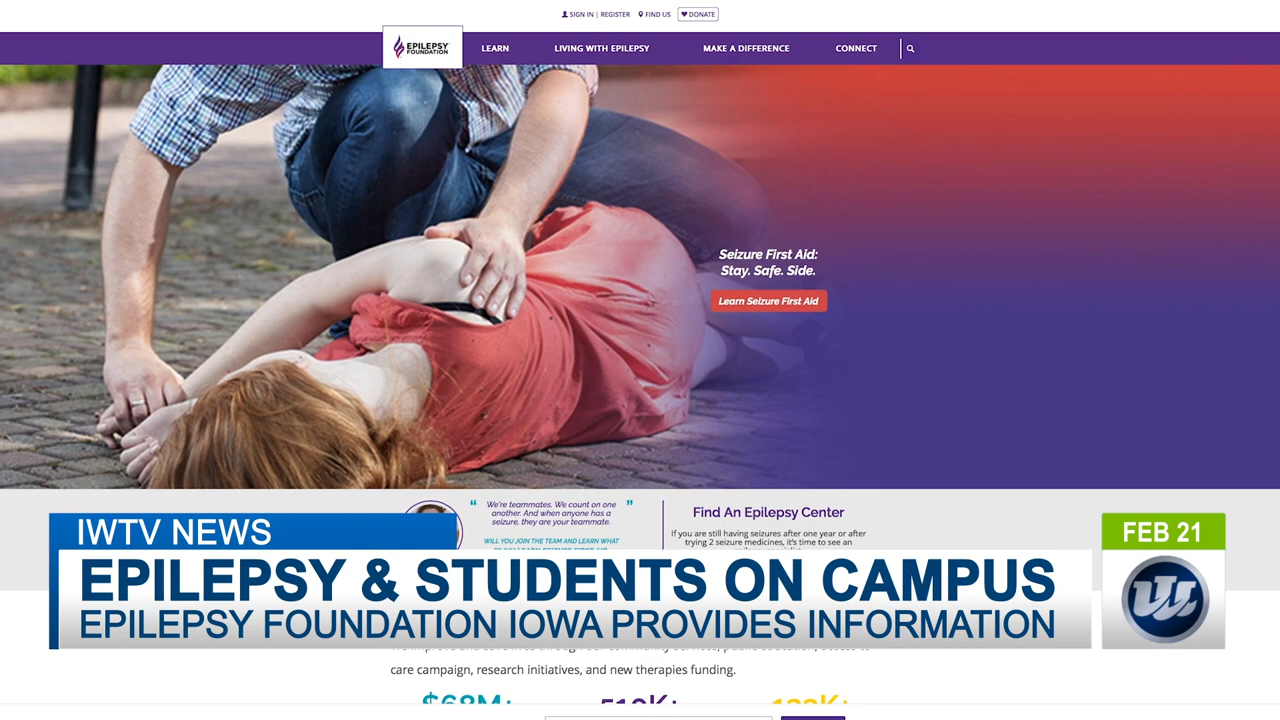 SIGN IN | REGISTER FIND US DONATE
EPILEPSY
FOUNDATION
LEARN LIVING WITH EPILEPSY MAKE A DIFFERENCE CONNECT
Seizure First Aid:
Stay. Safe. Side.
Learn Seizure First Aid
“ We're teammates. We count on one ”
another. And when anyone has a
seizure, they are your teammate.
WILL YOU JOIN THE TEAM AND LEARN WHAT
Find An Epilepsy Center
If you are still having seizures after one year or after
trying 2 seizure medicines, it's time to see an
IWTV NEWS
EPILEPSY & STUDENTS ON CAMPUS
EPILEPSY FOUNDATION IOWA PROVIDES INFORMATION
FEB 21
care campaign, research initiatives, and new therapies funding.